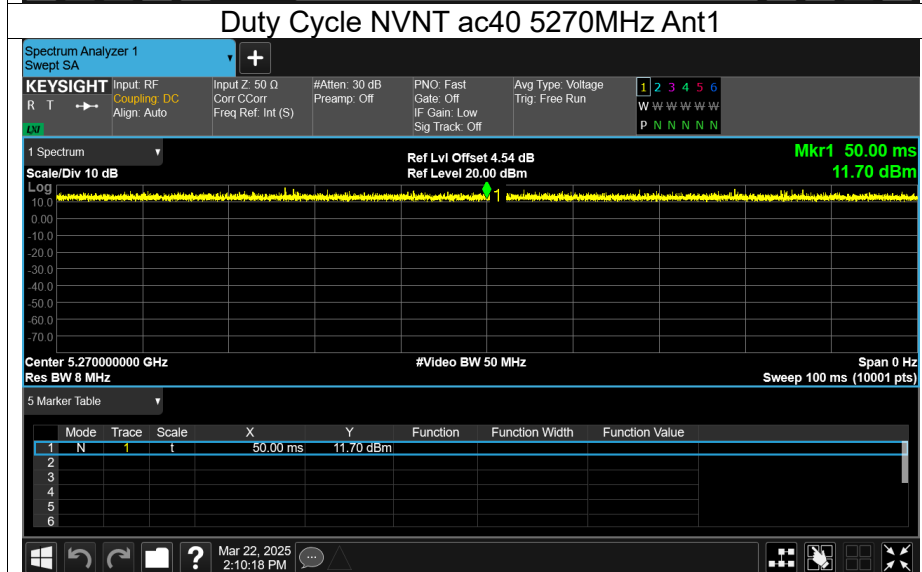 Duty Cycle NVNT ac40 5270MHz Ant1
Spectrum Analyzer 1
Swept SA
+
KEYSIGHT
R T
LXI
Input: RF
Coupling: DC
Align: Auto
Input Z: 50 Ω
Corr CCorr
Freq Ref: Int (S)
#Atten: 30 dB
Preamp: Off
PNO: Fast
Gate: Off
IF Gain: Low
Sig Track: Off
Avg Type: Voltage
Trig: Free Run
1 2 3 4 5 6
W W W W W W
P N N N N N
1 Spectrum
Scale/Div 10 dB
Ref Lvl Offset 4.54 dB
Ref Level 20.00 dBm
Mkr1 50.00 ms
11.70 dBm
Log
10.0
0.00
-10.0
-20.0
-30.0
-40.0
-50.0
-60.0
-70.0
1
Center 5.270000000 GHz
Res BW 8 MHz
#Video BW 50 MHz
Span 0 Hz
Sweep 100 ms (10001 pts)
5 Marker Table
Mode Trace Scale X Y Function Function Width Function Value
1 N 1 t 50.00 ms 11.70 dBm
2
3
4
5
6
?
Mar 22, 2025
2:10:18 PM